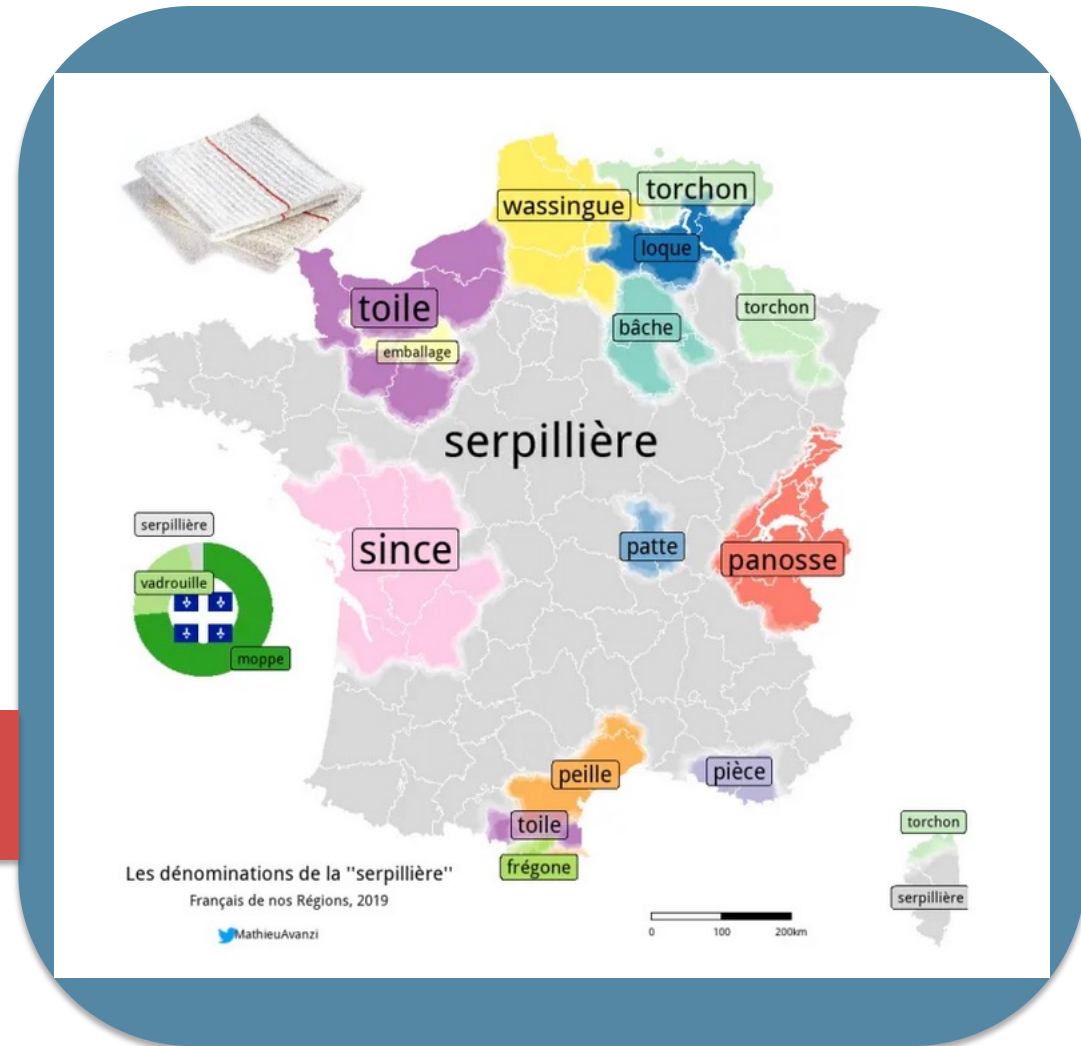 torchon
wassingue
loque
toile
torchon
bâche
emballage
serpillière
serpillière
since
patte
panosse
vadrouille
moppe
peille
pièce
toile
torchon
frégone
serpillière
Les dénominations de la "serpillière"
Français de nos Régions, 2019
MathieuAvanzi
0 100 200km